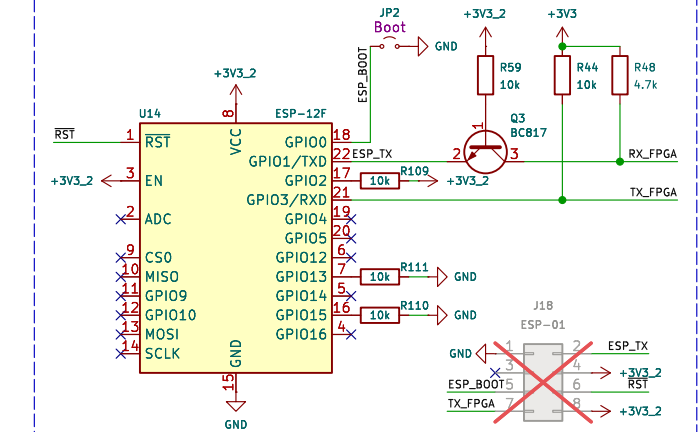 JP2
Boot
GND
ESP_BOOT
+3V3_2
+3V3
R59
10k
R44
10k
R48
4.7k
+3V3_2
U14
ESP-12F
8
VCC
Q3
BC817
1
2
3
RST
1
RST
GPIO0
18
GPIO1/TXD
22
ESP_TX
RX_FPGA
+3V3_2
3
EN
GPIO2
17
10k
R109
+3V3_2
GPIO3/RXD
21
TX_FPGA
2
ADC
GPIO4
19
GPIO5
20
9
CS0
GPIO12
6
10
MISO
GPIO13
7
10k
R111
GND
11
GPIO9
GPIO14
5
12
GPIO10
GPIO15
16
10k
R110
GND
13
MOSI
GPIO16
4
14
SCLK
GND
15
GND
J18
ESP-01
GND
1
2
ESP_TX
3
4
+3V3_2
ESP_BOOT
5
6
RST
TX_FPGA
7
8
+3V3_2